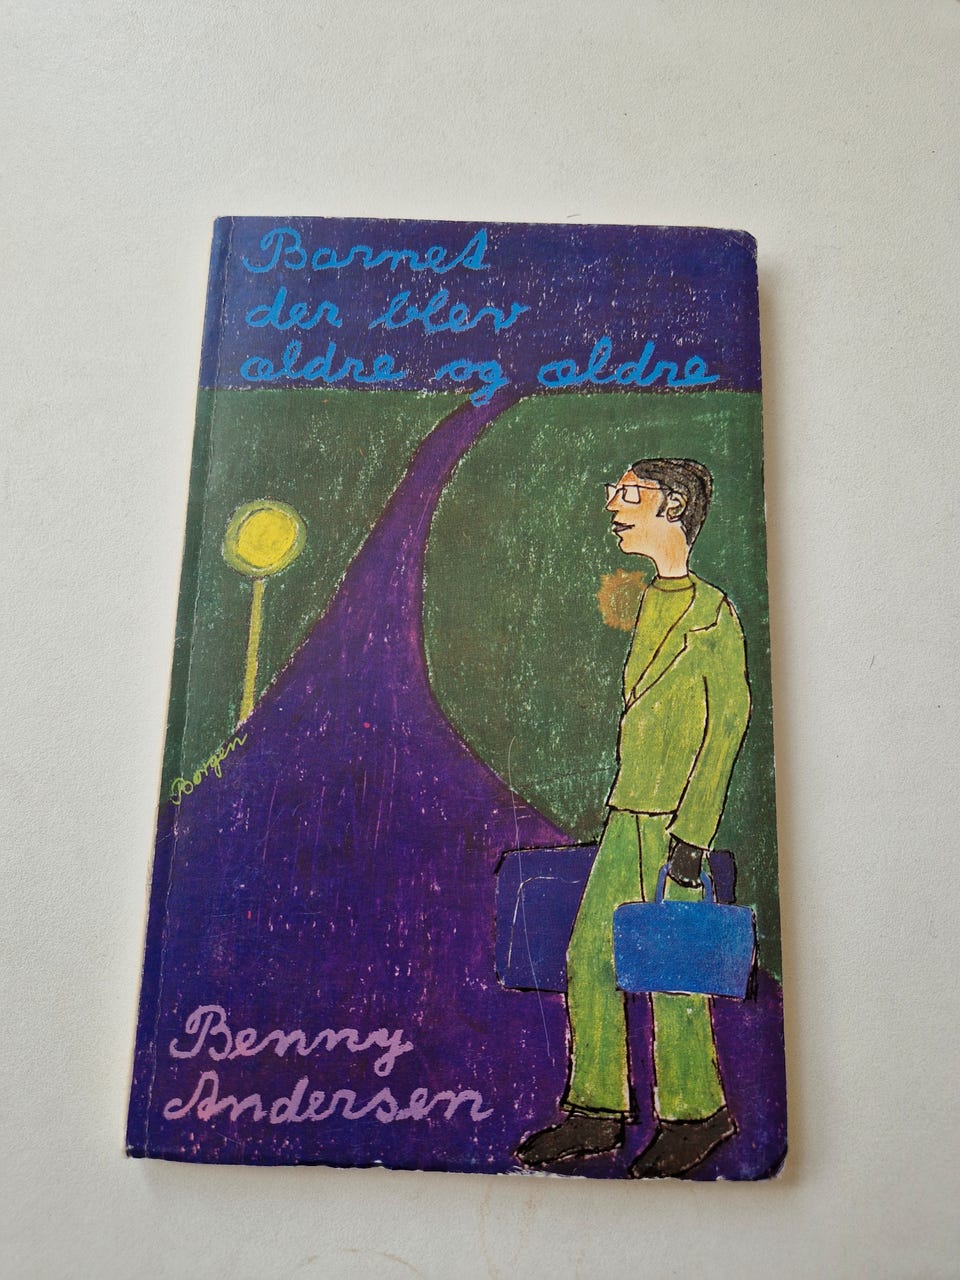 Barnet
der blev
ældre og ældre
Borgen
Benny
Andersen